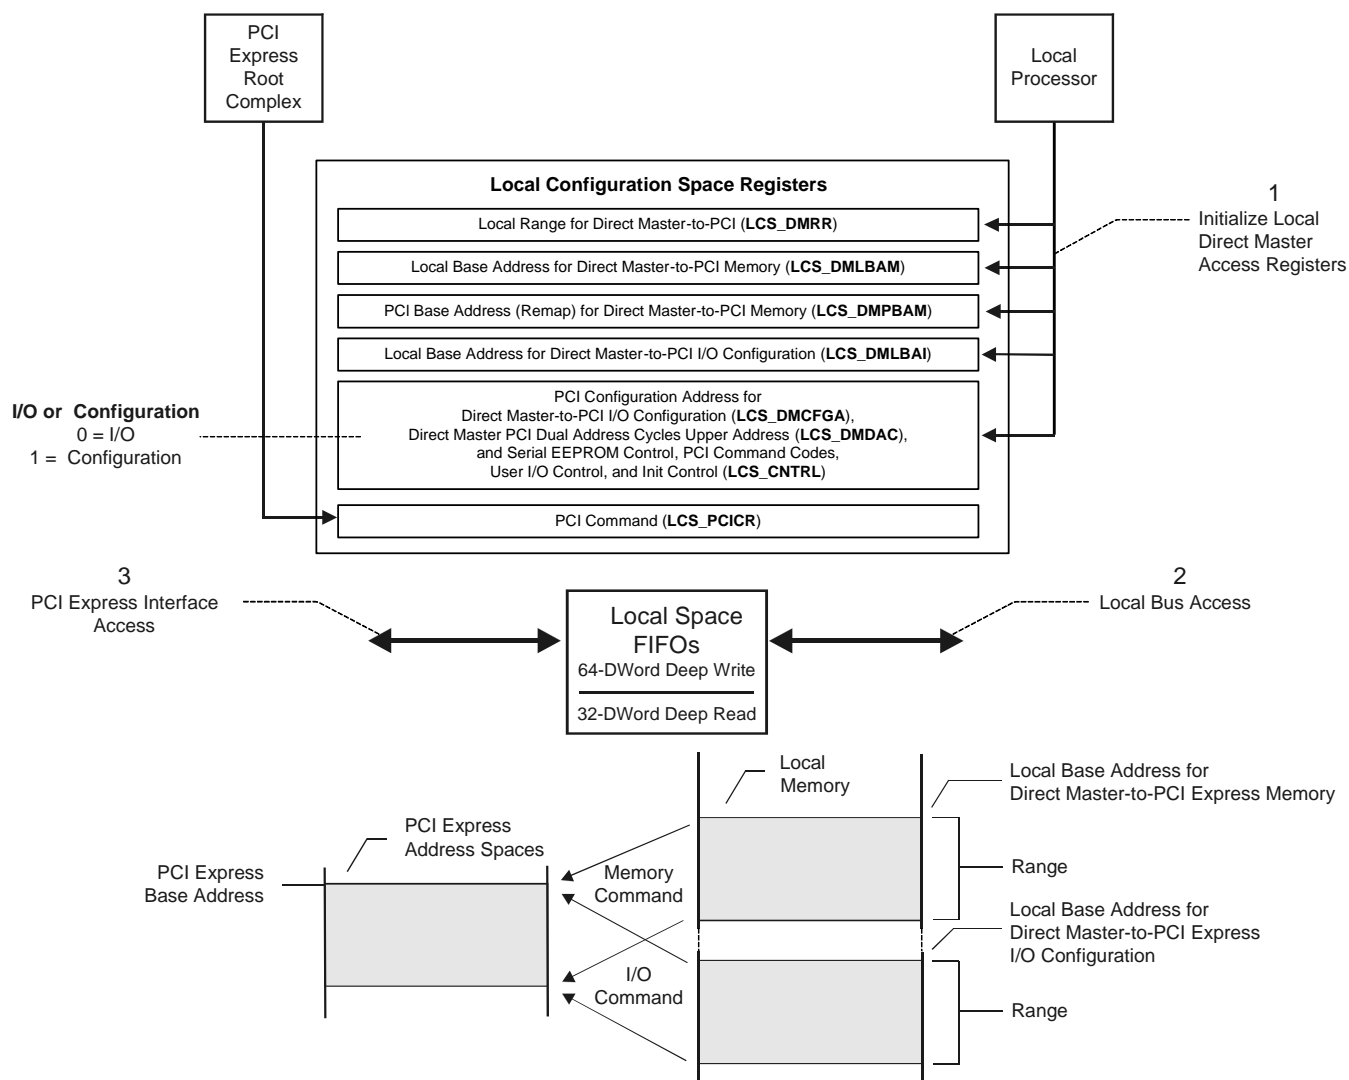 PCI
Express
Root
Complex
Local
Processor
Local Configuration Space Registers
Local Range for Direct Master-to-PCI (LCS_DMRR)
Local Base Address for Direct Master-to-PCI Memory (LCS_DMLBAM)
PCI Base Address (Remap) for Direct Master-to-PCI Memory (LCS_DMPBAM)
Local Base Address for Direct Master-to-PCI I/O Configuration (LCS_DMLBAI)
PCI Configuration Address for
Direct Master-to-PCI I/O Configuration (LCS_DMCFGA),
Direct Master PCI Dual Address Cycles Upper Address (LCS_DMDAC),
and Serial EEPROM Control, PCI Command Codes,
User I/O Control, and Init Control (LCS_CNTRL)
PCI Command (LCS_PCICR)
1
Initialize Local
Direct Master
Access Registers
I/O or Configuration
0 = I/O
1 = Configuration
3
PCI Express Interface
Access
Local Space
FIFOs
64-DWord Deep Write
32-DWord Deep Read
2
Local Bus Access
Local
Memory
Local Base Address for
Direct Master-to-PCI Express Memory
PCI Express
Address Spaces
PCI Express
Base Address
Memory
Command
Range
Local Base Address for
Direct Master-to-PCI Express
I/O Configuration
I/O
Command
Range